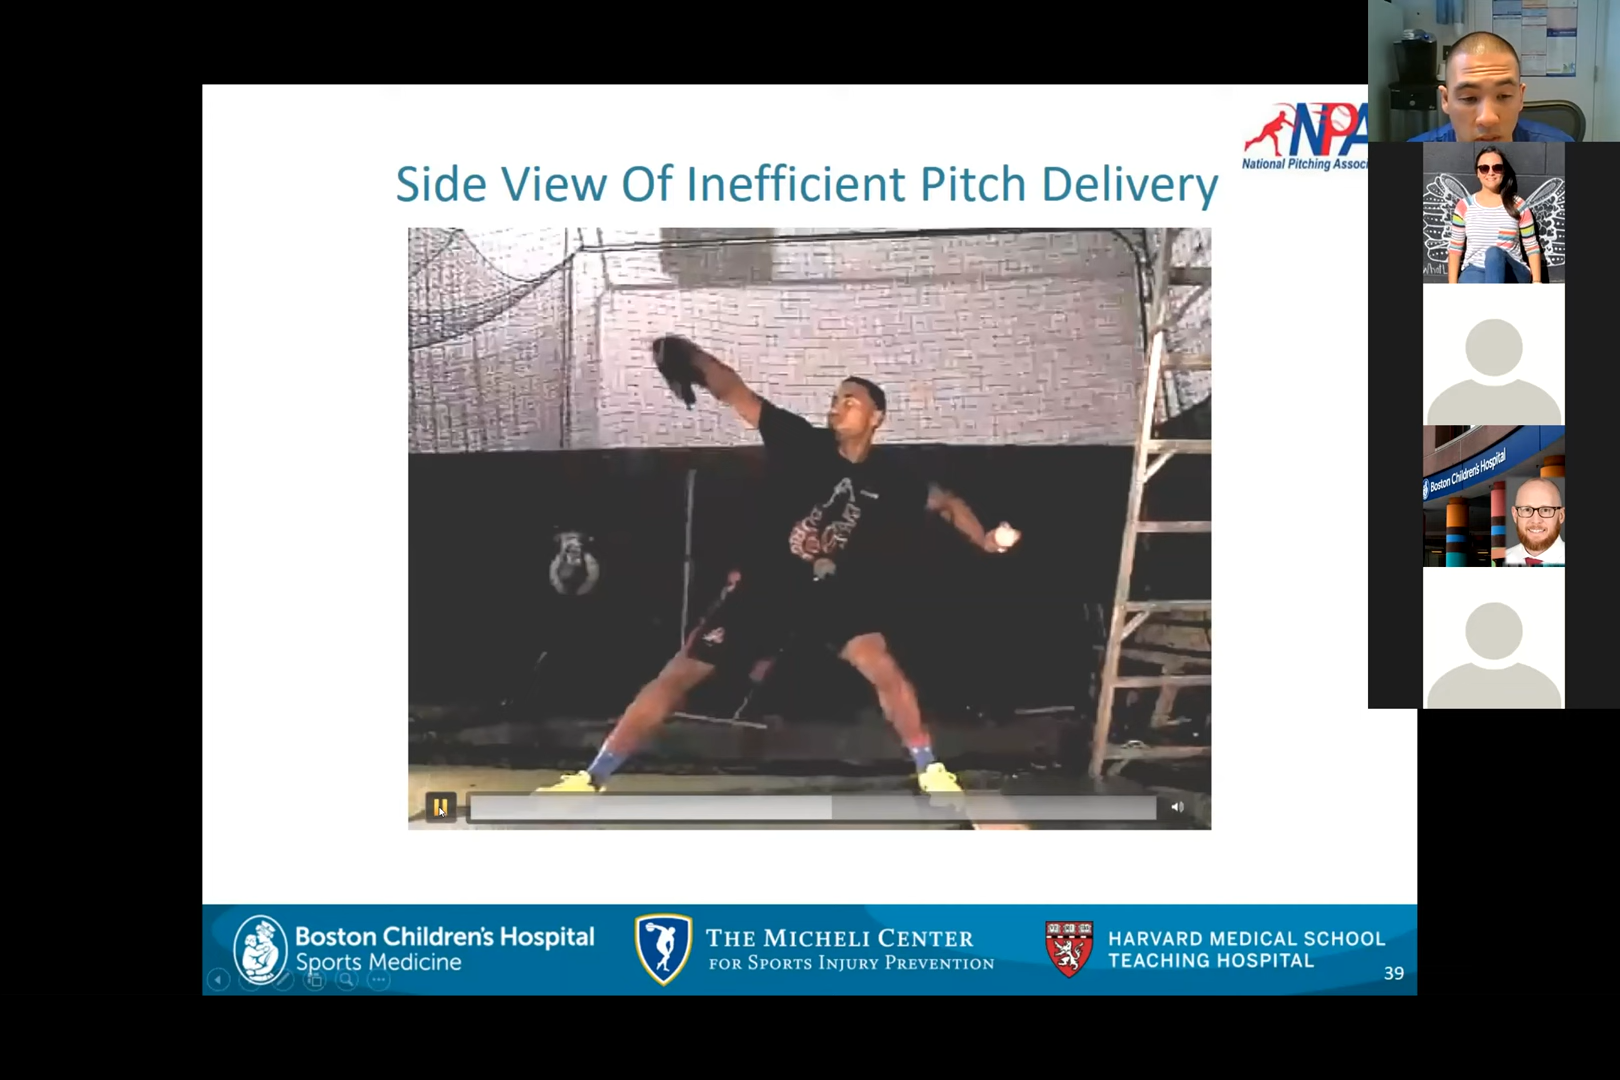 NPA
National Pitching Assoc
Side View Of Inefficient Pitch Delivery
Boston Children's Hospital
Boston Children's Hospital
Sports Medicine
THE MICHELI CENTER
FOR SPORTS INJURY PREVENTION
HARVARD MEDICAL SCHOOL
TEACHING HOSPITAL
39